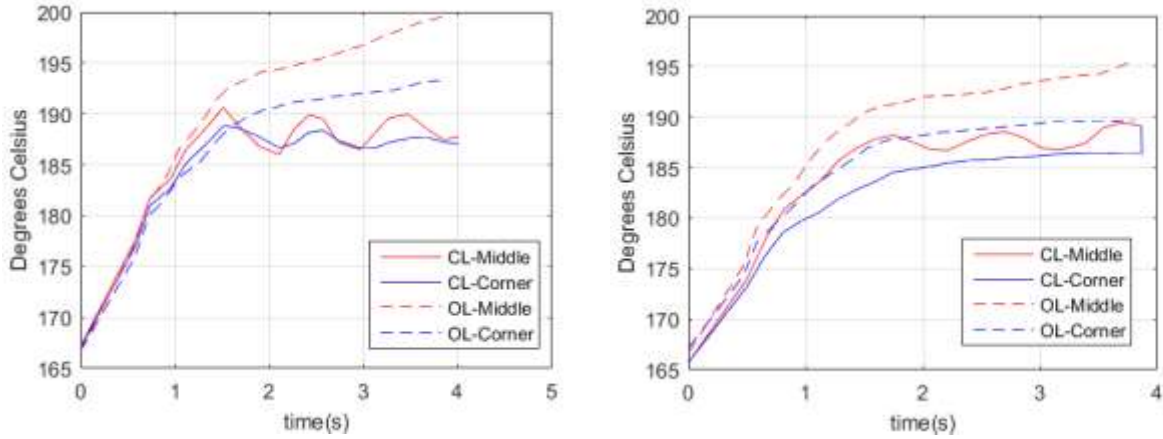 200
195
190
185
180
175
170
165
Degrees Celsius
CL-Middle
CL-Corner
OL-Middle
OL-Corner
0 1 2 3 4 5
time(s)
200
195
190
185
180
175
170
165
Degrees Celsius
CL-Middle
CL-Corner
OL-Middle
OL-Corner
0 1 2 3 4
time(s)